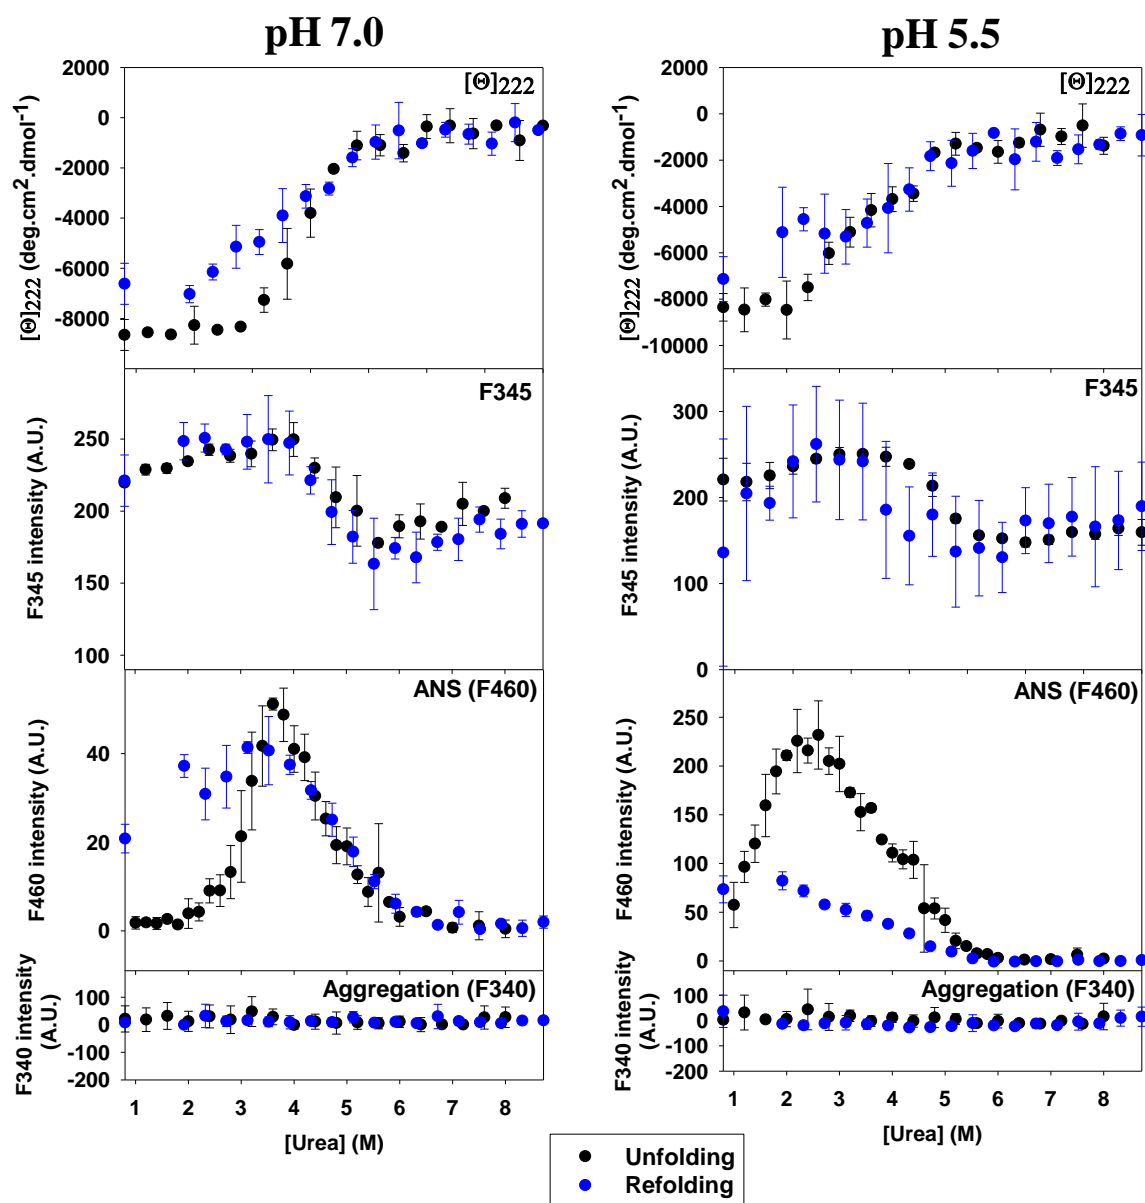 pH 7.0
pH 5.5
[Θ]222
2000
0
-2000
-4000
-6000
-8000
[Θ]222 (deg.cm2.dmol-1)
[Θ]222
2000
0
-2000
-4000
-6000
-8000
-10000
[Θ]222 (deg.cm2.dmol-1)
F345
250
200
150
100
F345 intensity (A.U.)
F345
300
200
100
0
F345 intensity (A.U.)
ANS (F460)
40
20
0
F460 intensity (A.U.)
ANS (F460)
250
200
150
100
50
0
F460 intensity (A.U.)
Aggregation (F340)
100
0
-100
-200
F340 intensity
(A.U.)
Aggregation (F340)
100
0
-100
-200
F340 intensity
(A.U.)
1 2 3 4 5 6 7 8
[Urea] (M)
1 2 3 4 5 6 7 8
[Urea] (M)
Unfolding
Refolding